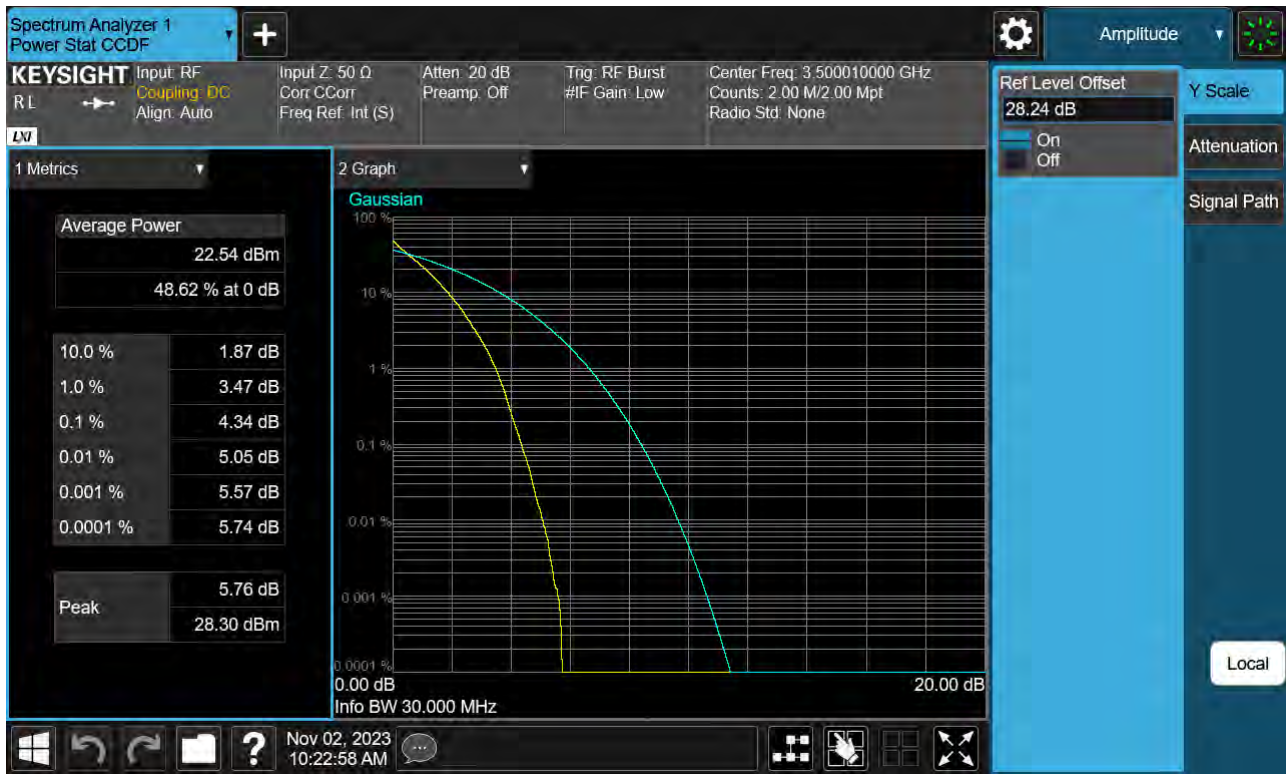 Spectrum Analyzer 1
Power Stat CCDF
+
Amplitude
KEYSIGHT
RL
LXI
Input: RF
Coupling: DC
Align: Auto
Input Z: 50 Ω
Corr CCorr
Freq Ref: Int (S)
Atten: 20 dB
Preamp: Off
Trig: RF Burst
#IF Gain: Low
Center Freq: 3.500010000 GHz
Counts: 2.00 M/2.00 Mpt
Radio Std: None
Ref Level Offset
28.24 dB
On
Off
Y Scale
Attenuation
Signal Path
1 Metrics
Average Power
22.54 dBm
48.62 % at 0 dB
10.0 % 1.87 dB
1.0 % 3.47 dB
0.1 % 4.34 dB
0.01 % 5.05 dB
0.001 % 5.57 dB
0.0001 % 5.74 dB
Peak
5.76 dB
28.30 dBm
2 Graph
Gaussian
100 %
10 %
1 %
0.1 %
0.01 %
0.001 %
0.0001 %
0.00 dB 20.00 dB
Info BW 30.000 MHz
Local
?
Nov 02, 2023
10:22:58 AM